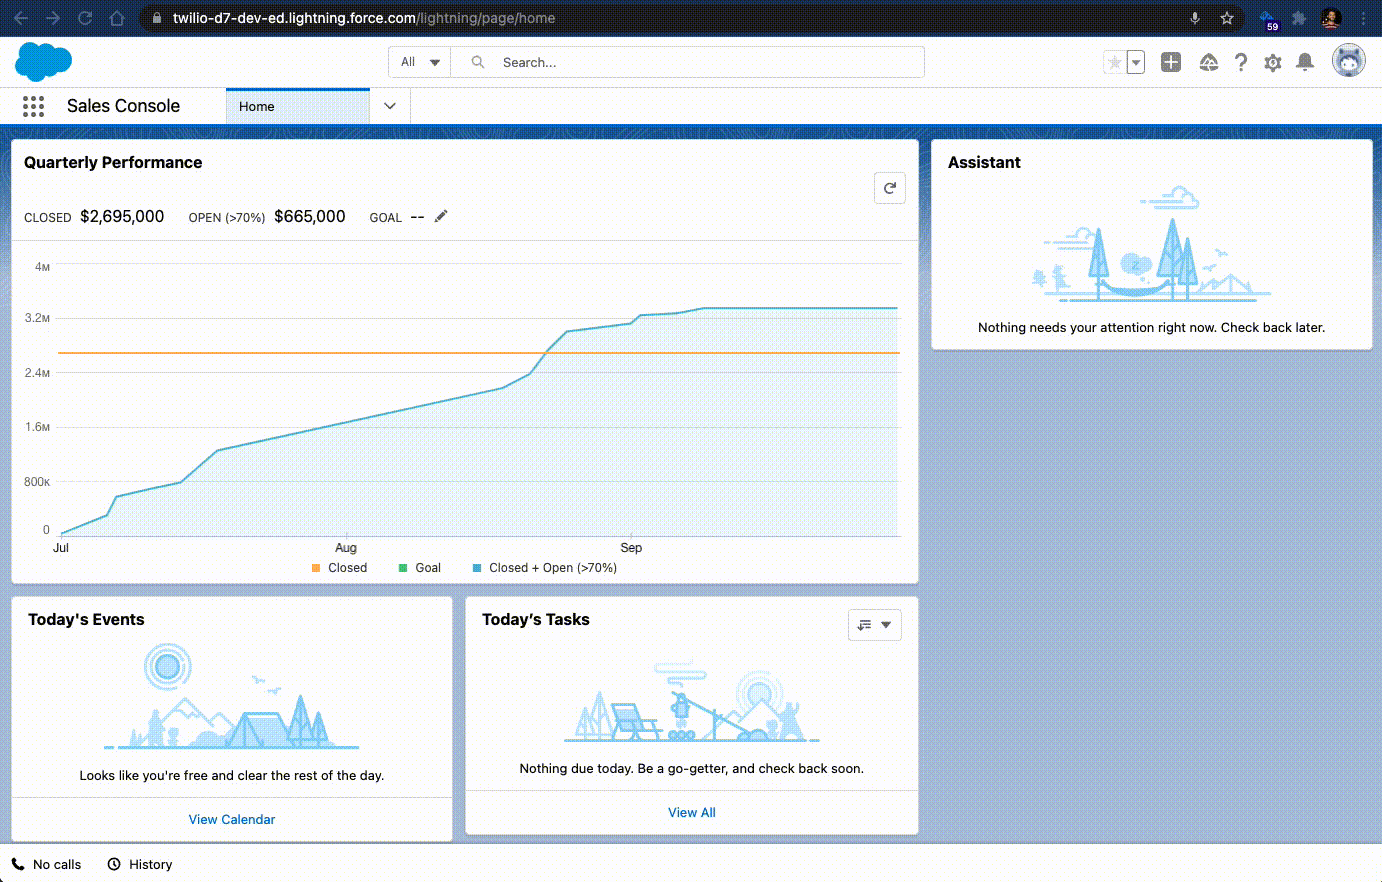 twilio-d7-dev-ed.lightning.force.com/lightning/page/home
59
All
Search...
Sales Console
Home
Quarterly Performance
CLOSED $2,695,000 OPEN (>70%) $665,000 GOAL --
4M
3.2M
2.4M
1.6M
800K
0
Jul Aug Sep
Closed Goal Closed + Open (>70%)
Assistant
Z
Nothing needs your attention right now. Check back later.
Today's Events
Looks like you're free and clear the rest of the day.
View Calendar
Today’s Tasks
Nothing due today. Be a go-getter, and check back soon.
View All
No calls History